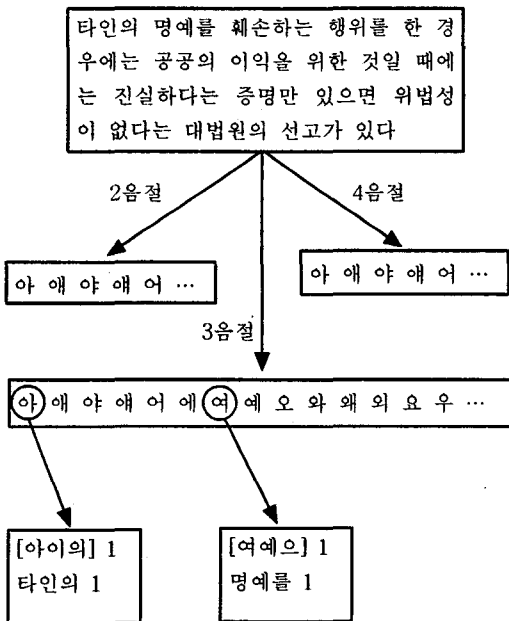 타인의 명예를 훼손하는 행위를 한 경
우에는 공공의 이익을 위한 것일 때에
는 진실하다는 증명만 있으면 위법성
이 없다는 대법원의 선고가 있다
2음절
4음절
아 애 야 얘 어 …
아 애 야 얘 어 …
3음절
아 애 야 얘 어 에 여 예 오 와 왜 외 요 우 …
[아이의] 1
타인의 1
[여예으] 1
명예를 1